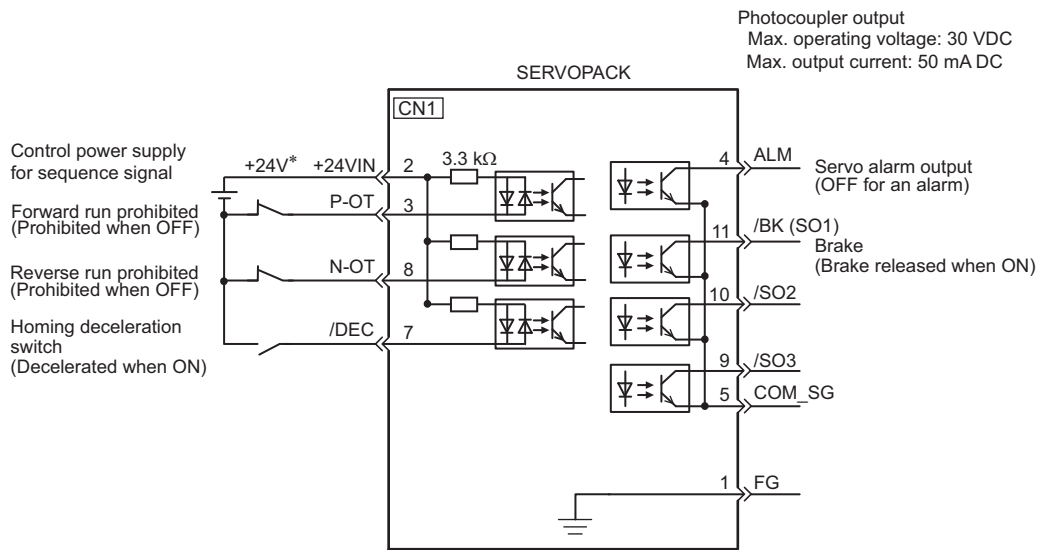 Photocoupler output
Max. operating voltage: 30 VDC
Max. output current: 50 mA DC
SERVOPACK
CN1
Control power supply
for sequence signal
+24V* +24VIN 2 3.3 kΩ
Forward run prohibited
(Prohibited when OFF)
P-OT 3
Reverse run prohibited
(Prohibited when OFF)
N-OT 8
Homing deceleration
switch
(Decelerated when ON)
/DEC 7
4 ALM
Servo alarm output
(OFF for an alarm)
11 /BK (SO1)
Brake
(Brake released when ON)
10 /SO2
9 /SO3
5 COM_SG
1 FG